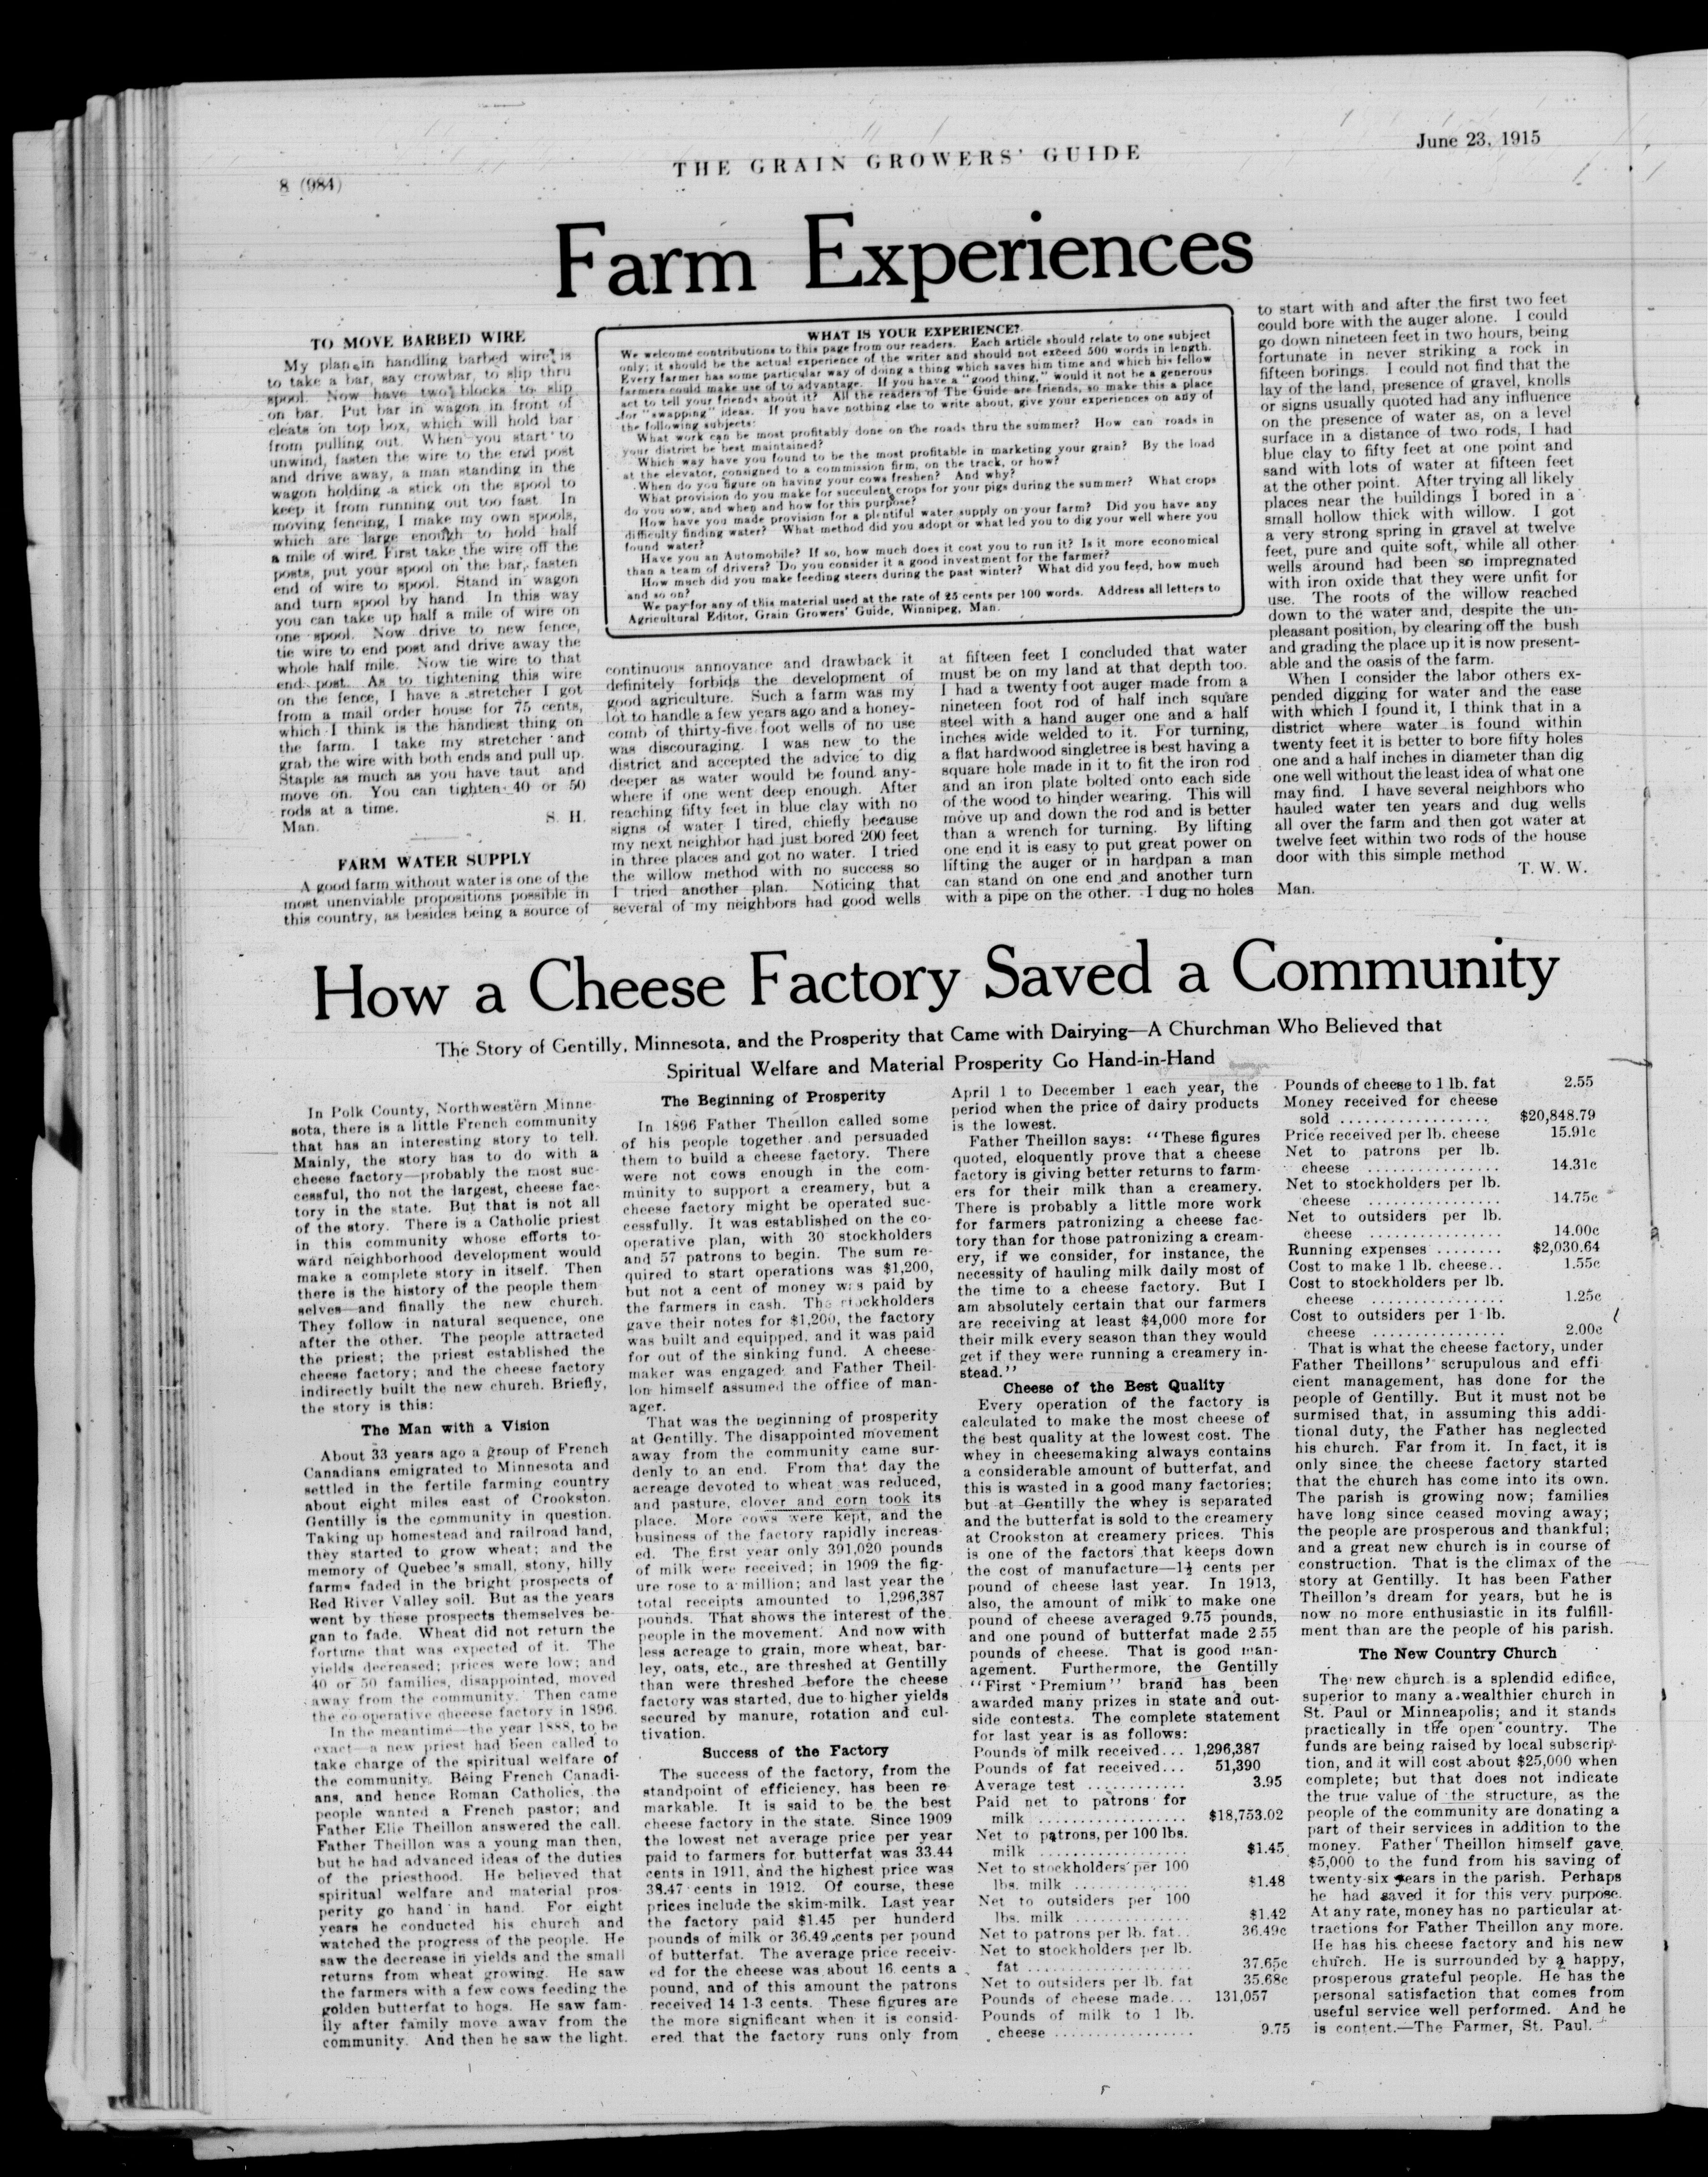 8 (984)
THE GRAIN GROWERS' GUIDE
June 23, 1915
Farm Experiences
TO MOVE BARBED WIRE
My plan in handling barbed wire is
to take a bar, say crowbar, to slip thru
spool. Now have two blocks to slip
on bar. Put bar in wagon in front of
cleats on top box, which will hold bar
from pulling out. When you start to
unwind, fasten the wire to the end post
and drive away, a man standing in the
wagon holding a stick on the spool to
keep it from running out too fast. In
moving fencing, I make my own spools,
which are large enough to hold half
a mile of wire. First take the wire off the
posts, put your spool on the bar, fasten
end of wire to spool. Stand in wagon
and turn spool by hand. In this way
you can take up half a mile of wire on
one spool. Now drive to new fence,
tie wire to end post and drive away the
whole half mile. Now tie wire to that
end post. As to tightening this wire
on the fence, I have a stretcher I got
from a mail order house for 75 cents,
which I think is the handiest thing on
the farm. I take my stretcher and
grab the wire with both ends and pull up.
Staple as much as you have taut and
move on. You can tighten 40 or 50
rods at a time.
S. H.
Man.
FARM WATER SUPPLY
A good farm without water is one of the
most unenviable propositions possible in
this country, as besides being a source of
WHAT IS YOUR EXPERIENCE?
We welcome contributions to this page from our readers. Each article should relate to one subject
only; it should be the actual experience of the writer and should not exceed 500 words in length.
Every farmer has some particular way of doing a thing which saves him time and which his fellow
farmers could make use of to advantage. If you have a "good thing," would it not be a generous
act to tell your friends about it? All the readers of The Guide are friends, so make this a place
for "swapping" ideas. If you have nothing else to write about, give your experiences on any of
the following subjects:
What work can be most profitably done on the roads thru the summer? How can roads in
your district be best maintained?
Which way have you found to be the most profitable in marketing your grain? By the load
at the elevator, consigned to a commission firm, on the track, or how?
When do you figure on having your cows freshen? And why?
What provision do you make for succulent crops for your pigs during the summer? What crops
do you sow, and when and how for this purpose?
How have you made provision for a plentiful water supply on your farm? Did you have any
difficulty finding water? What method did you adopt or what led you to dig your well where you
found water?
Have you an Automobile? If so, how much does it cost you to run it? Is it more economical
than a team of drivers? Do you consider it a good investment for the farmer?
How much did you make feeding steers during the past winter? What did you feed, how much
and so on?
We pay for any of this material used at the rate of 25 cents per 100 words. Address all letters to
Agricultural Editor, Grain Growers' Guide, Winnipeg, Man.
continuous annoyance and drawback it
definitely forbids the development of
good agriculture. Such a farm was my
lot to handle a few years ago and a honey-
comb of thirty-five foot wells of no use
was discouraging. I was new to the
district and accepted the advice to dig
deeper as water would be found any-
where if one went deep enough. After
reaching fifty feet in blue clay with no
signs of water I tired, chiefly because
my next neighbor had just bored 200 feet
in three places and got no water. I tried
the willow method with no success so
I tried another plan. Noticing that
several of my neighbors had good wells
at fifteen feet I concluded that water
must be on my land at that depth too.
I had a twenty foot auger made from a
nineteen foot rod of half inch square
steel with a hand auger one and a half
inches wide welded to it. For turning,
a flat hardwood singletree is best having a
square hole made in it to fit the iron rod
and an iron plate bolted onto each side
of the wood to hinder wearing. This will
move up and down the rod and is better
than a wrench for turning. By lifting
one end it is easy to put great power on
lifting the auger or in hardpan a man
can stand on one end and another turn
with a pipe on the other. I dug no holes
to start with and after the first two feet
could bore with the auger alone. I could
go down nineteen feet in two hours, being
fortunate in never striking a rock in
fifteen borings. I could not find that the
lay of the land, presence of gravel, knolls
or signs usually quoted had any influence
on the presence of water as, on a level
surface in a distance of two rods, I had
blue clay to fifty feet at one point and
sand with lots of water at fifteen feet
at the other point. After trying all likely
places near the buildings I bored in a
small hollow thick with willow. I got
a very strong spring in gravel at twelve
feet, pure and quite soft, while all other
wells around had been so impregnated
with iron oxide that they were unfit for
use. The roots of the willow reached
down to the water and, despite the un-
pleasant position, by clearing off the bush
and grading the place up it is now present-
able and the oasis of the farm.
When I consider the labor others ex-
pended digging for water and the ease
with which I found it, I think that in a
district where water is found within
twenty feet it is better to bore fifty holes
one and a half inches in diameter than dig
one well without the least idea of what one
may find. I have several neighbors who
hauled water ten years and dug wells
all over the farm and then got water at
twelve feet within two rods of the house
door with this simple method
T. W. W.
Man.
How a Cheese Factory Saved a Community
The Story of Gentilly, Minnesota, and the Prosperity that Came with Dairying—A Churchman Who Believed that
Spiritual Welfare and Material Prosperity Go Hand-in-Hand
In Polk County, Northwestern Minne-
sota, there is a little French community
that has an interesting story to tell.
Mainly, the story has to do with a
cheese factory—probably the most suc-
cessful, tho not the largest, cheese fac-
tory in the state. But that is not all
of the story. There is a Catholic priest
in this community whose efforts to-
ward neighborhood development would
make a complete story in itself. Then
there is the history of the people them-
selves—and finally the new church.
They follow in natural sequence, one
after the other. The people attracted
the priest; the priest established the
cheese factory; and the cheese factory
indirectly built the new church. Briefly,
the story is this:
The Man with a Vision
About 33 years ago a group of French
Canadians emigrated to Minnesota and
settled in the fertile farming country
about eight miles east of Crookston.
Gentilly is the community in question.
Taking up homestead and railroad land,
they started to grow wheat; and the
memory of Quebec's small, stony, hilly
farms faded in the bright prospects of
Red River Valley soil. But as the years
went by these prospects themselves be-
gan to fade. Wheat did not return the
fortune that was expected of it. The
yields decreased; prices were low; and
40 or 50 families, disappointed, moved
away from the community. Then came
the co-operative cheese factory in 1896.
In the meantime—the year 1888, to be
exact—a new priest had been called to
take charge of the spiritual welfare of
the community. Being French Canadi-
ans, and hence Roman Catholics, the
people wanted a French pastor; and
Father Elie Theillon answered the call.
Father Theillon was a young man then,
but he had advanced ideas of the duties
of the priesthood. He believed that
spiritual welfare and material pros-
perity go hand in hand. For eight
years he conducted his church and
watched the progress of the people. He
saw the decrease in yields and the small
returns from wheat growing. He saw
the farmers with a few cows feeding the
golden butterfat to hogs. He saw fam-
ily after family move away from the
community. And then he saw the light.
The Beginning of Prosperity
In 1896 Father Theillon called some
of his people together and persuaded
them to build a cheese factory. There
were not cows enough in the com-
munity to support a creamery, but a
cheese factory might be operated suc-
cessfully. It was established on the co-
operative plan, with 30 stockholders
and 57 patrons to begin. The sum re-
quired to start operations was $1,200,
but not a cent of money was paid by
the farmers in cash. The stockholders
gave their notes for $1,200, the factory
was built and equipped, and it was paid
for out of the sinking fund. A cheese-
maker was engaged and Father Theil-
lon himself assumed the office of man-
ager.
That was the beginning of prosperity
at Gentilly. The disappointed movement
away from the community came sur-
denly to an end. From that day the
acreage devoted to wheat was reduced,
and pasture, clover and corn took its
place. More cows were kept, and the
business of the factory rapidly increas-
ed. The first year only 391,020 pounds
of milk were received; in 1909 the fig-
ure rose to a million; and last year the
total receipts amounted to 1,296,387
pounds. That shows the interest of the
people in the movement. And now with
less acreage to grain, more wheat, bar-
ley, oats, etc., are threshed at Gentilly
than were threshed before the cheese
factory was started, due to higher yields
secured by manure, rotation and cul-
tivation.
Success of the Factory
The success of the factory, from the
standpoint of efficiency, has been re-
markable. It is said to be the best
cheese factory in the state. Since 1909
the lowest net average price per year
paid to farmers for butterfat was 33.44
cents in 1911, and the highest price was
38.47 cents in 1912. Of course, these
prices include the skim-milk. Last year
the factory paid $1.45 per hunderd
pounds of milk or 36.49 cents per pound
of butterfat. The average price receiv-
ed for the cheese was about 16 cents a
pound, and of this amount the patrons
received 14 1-3 cents. These figures are
the more significant when it is consid-
ered that the factory runs only from
April 1 to December 1 each year, the
period when the price of dairy products
is the lowest.
Father Theillon says: "These figures
quoted, eloquently prove that a cheese
factory is giving better returns to farm-
ers for their milk than a creamery.
There is probably a little more work
for farmers patronizing a cheese fac-
tory than for those patronizing a cream-
ery, if we consider, for instance, the
necessity of hauling milk daily most of
the time to a cheese factory. But I
am absolutely certain that our farmers
are receiving at least $4,000 more for
their milk every season than they would
get if they were running a creamery in-
stead."
Cheese of the Best Quality
Every operation of the factory is
calculated to make the most cheese of
the best quality at the lowest cost. The
whey in cheesemaking always contains
a considerable amount of butterfat, and
this is wasted in a good many factories;
but at Gentilly the whey is separated
and the butterfat is sold to the creamery
at Crookston at creamery prices. This
is one of the factors that keeps down
the cost of manufacture—1½ cents per
pound of cheese last year. In 1913,
also, the amount of milk to make one
pound of cheese averaged 9.75 pounds,
and one pound of butterfat made 2.55
pounds of cheese. That is good man-
agement. Furthermore, the Gentilly
"First Premium" brand has been
awarded many prizes in state and out-
side contests. The complete statement
for last year is as follows:
Pounds of milk received... 1,296,387
Pounds of fat received... 51,390
Average test ............ 3.95
Paid net to patrons for
milk .................. $18,753.02
Net to patrons, per 100 lbs.
milk .................. $1.45
Net to stockholders per 100
lbs. milk .............. $1.48
Net to outsiders per 100
lbs. milk .............. $1.42
Net to patrons per lb. fat.. 36.49c
Net to stockholders per lb.
fat .................... 37.65c
Net to outsiders per lb. fat 35.68c
Pounds of cheese made... 131,057
Pounds of milk to 1 lb.
cheese ................. 9.75
Pounds of cheese to 1 lb. fat 2.55
Money received for cheese
sold .................. $20,848.79
Price received per lb. cheese 15.91c
Net to patrons per lb.
cheese ................ 14.31c
Net to stockholders per lb.
cheese ................ 14.75c
Net to outsiders per lb.
cheese ................ 14.00c
Running expenses ........ $2,030.64
Cost to make 1 lb. cheese.. 1.55c
Cost to stockholders per lb.
cheese ................ 1.25c
Cost to outsiders per 1 lb.
cheese ................ 2.00c
That is what the cheese factory, under
Father Theillons' scrupulous and effi-
cient management, has done for the
people of Gentilly. But it must not be
surmised that, in assuming this addi-
tional duty, the Father has neglected
his church. Far from it. In fact, it is
only since the cheese factory started
that the church has come into its own.
The parish is growing now; families
have long since ceased moving away;
the people are prosperous and thankful;
and a great new church is in course of
construction. That is the climax of the
story at Gentilly. It has been Father
Theillon's dream for years, but he is
now no more enthusiastic in its fulfill-
ment than are the people of his parish.
The New Country Church
The new church is a splendid edifice,
superior to many a wealthier church in
St. Paul or Minneapolis; and it stands
practically in the open country. The
funds are being raised by local subscrip-
tion, and it will cost about $25,000 when
complete; but that does not indicate
the true value of the structure, as the
people of the community are donating a
part of their services in addition to the
money. Father Theillon himself gave
$5,000 to the fund from his saving of
twenty-six years in the parish. Perhaps
he had saved it for this very purpose.
At any rate, money has no particular at-
tractions for Father Theillon any more.
He has his cheese factory and his new
church. He is surrounded by a happy,
prosperous grateful people. He has the
personal satisfaction that comes from
useful service well performed. And he
is content.—The Farmer, St. Paul.